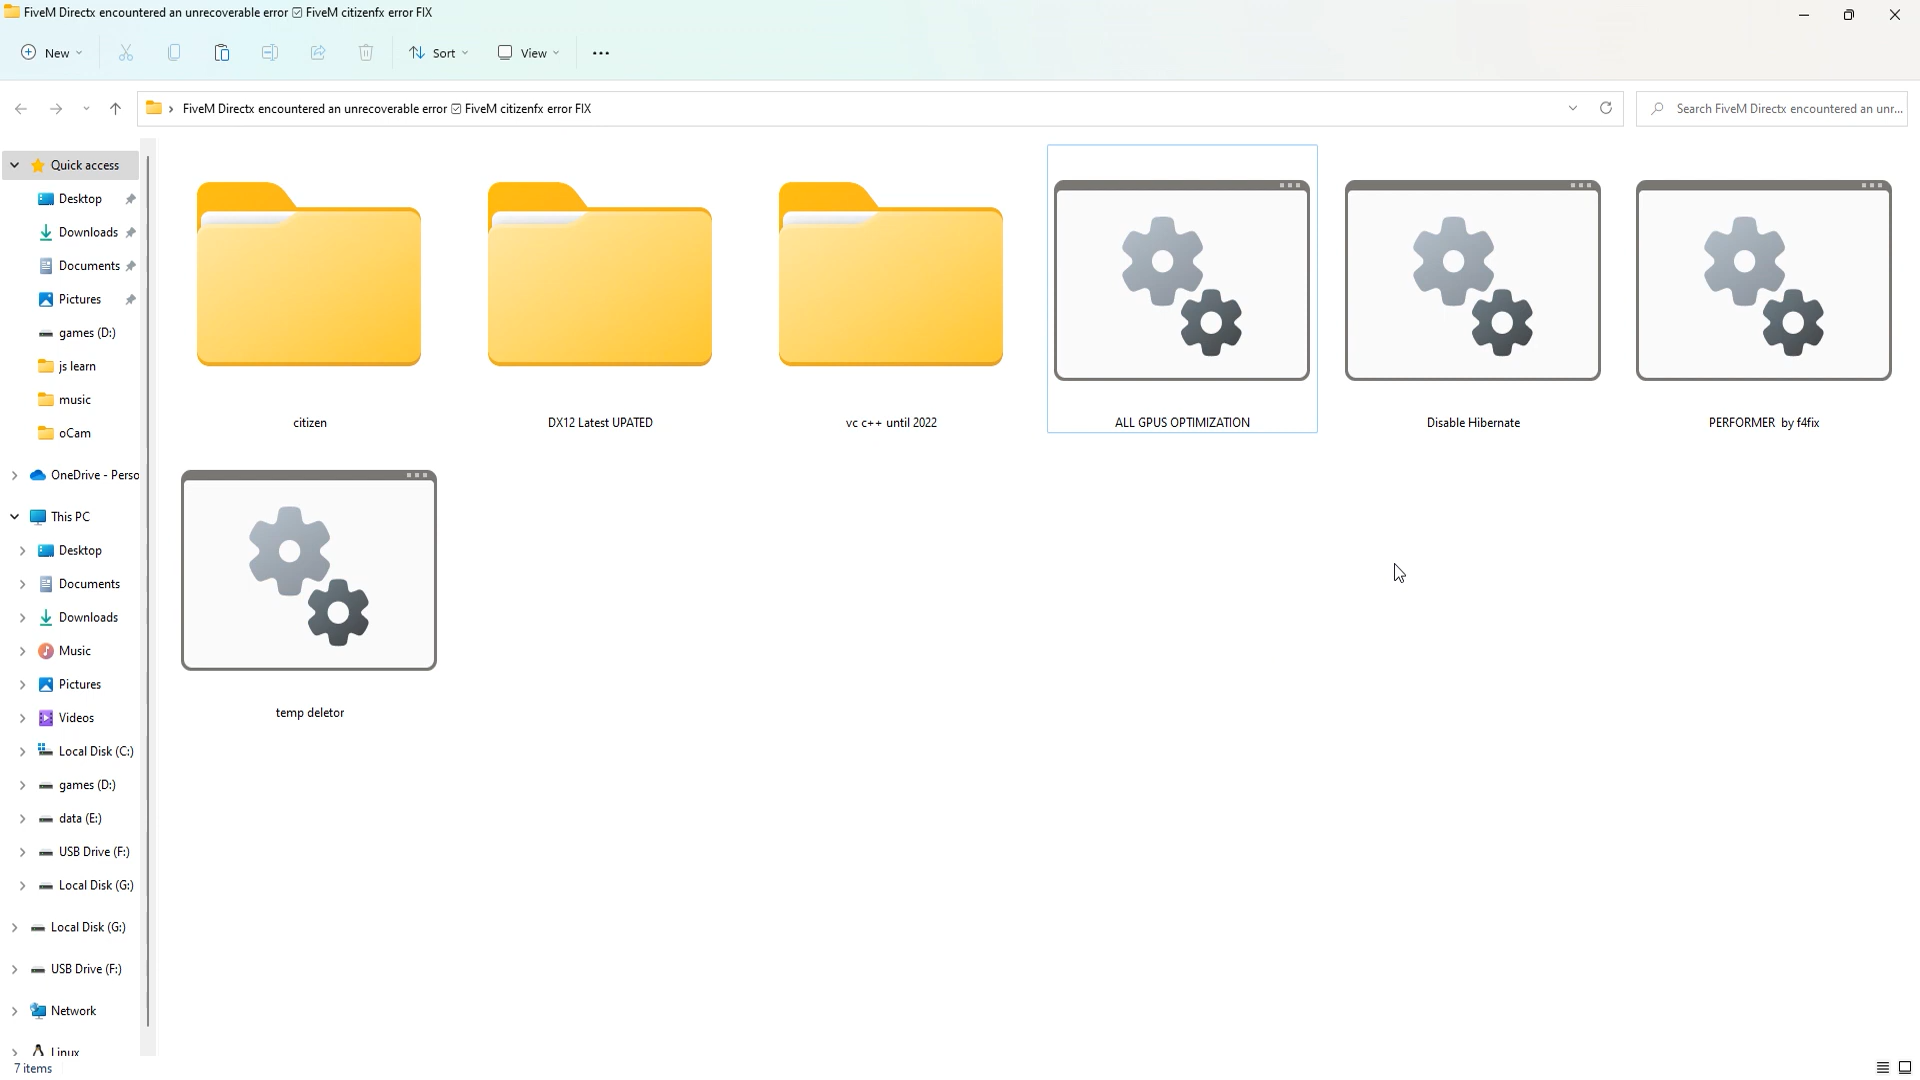 FiveM Directx encountered an unrecoverable error ☑ FiveM citizenfx error FIX
New
Sort
View
FiveM Directx encountered an unrecoverable error ☑ FiveM citizenfx error FIX
Search FiveM Directx encountered an unr...
Quick access
Desktop
Downloads
Documents
Pictures
games (D:)
js learn
music
oCam
OneDrive - Perso
This PC
Desktop
Documents
Downloads
Music
Pictures
Videos
Local Disk (C:)
games (D:)
data (E:)
USB Drive (F:)
Local Disk (G:)
Local Disk (G:)
USB Drive (F:)
Network
Linux
citizen
DX12 Latest UPATED
vc c++ until 2022
ALL GPUS OPTIMIZATION
Disable Hibernate
PERFORMER by f4fix
temp deletor
7 items